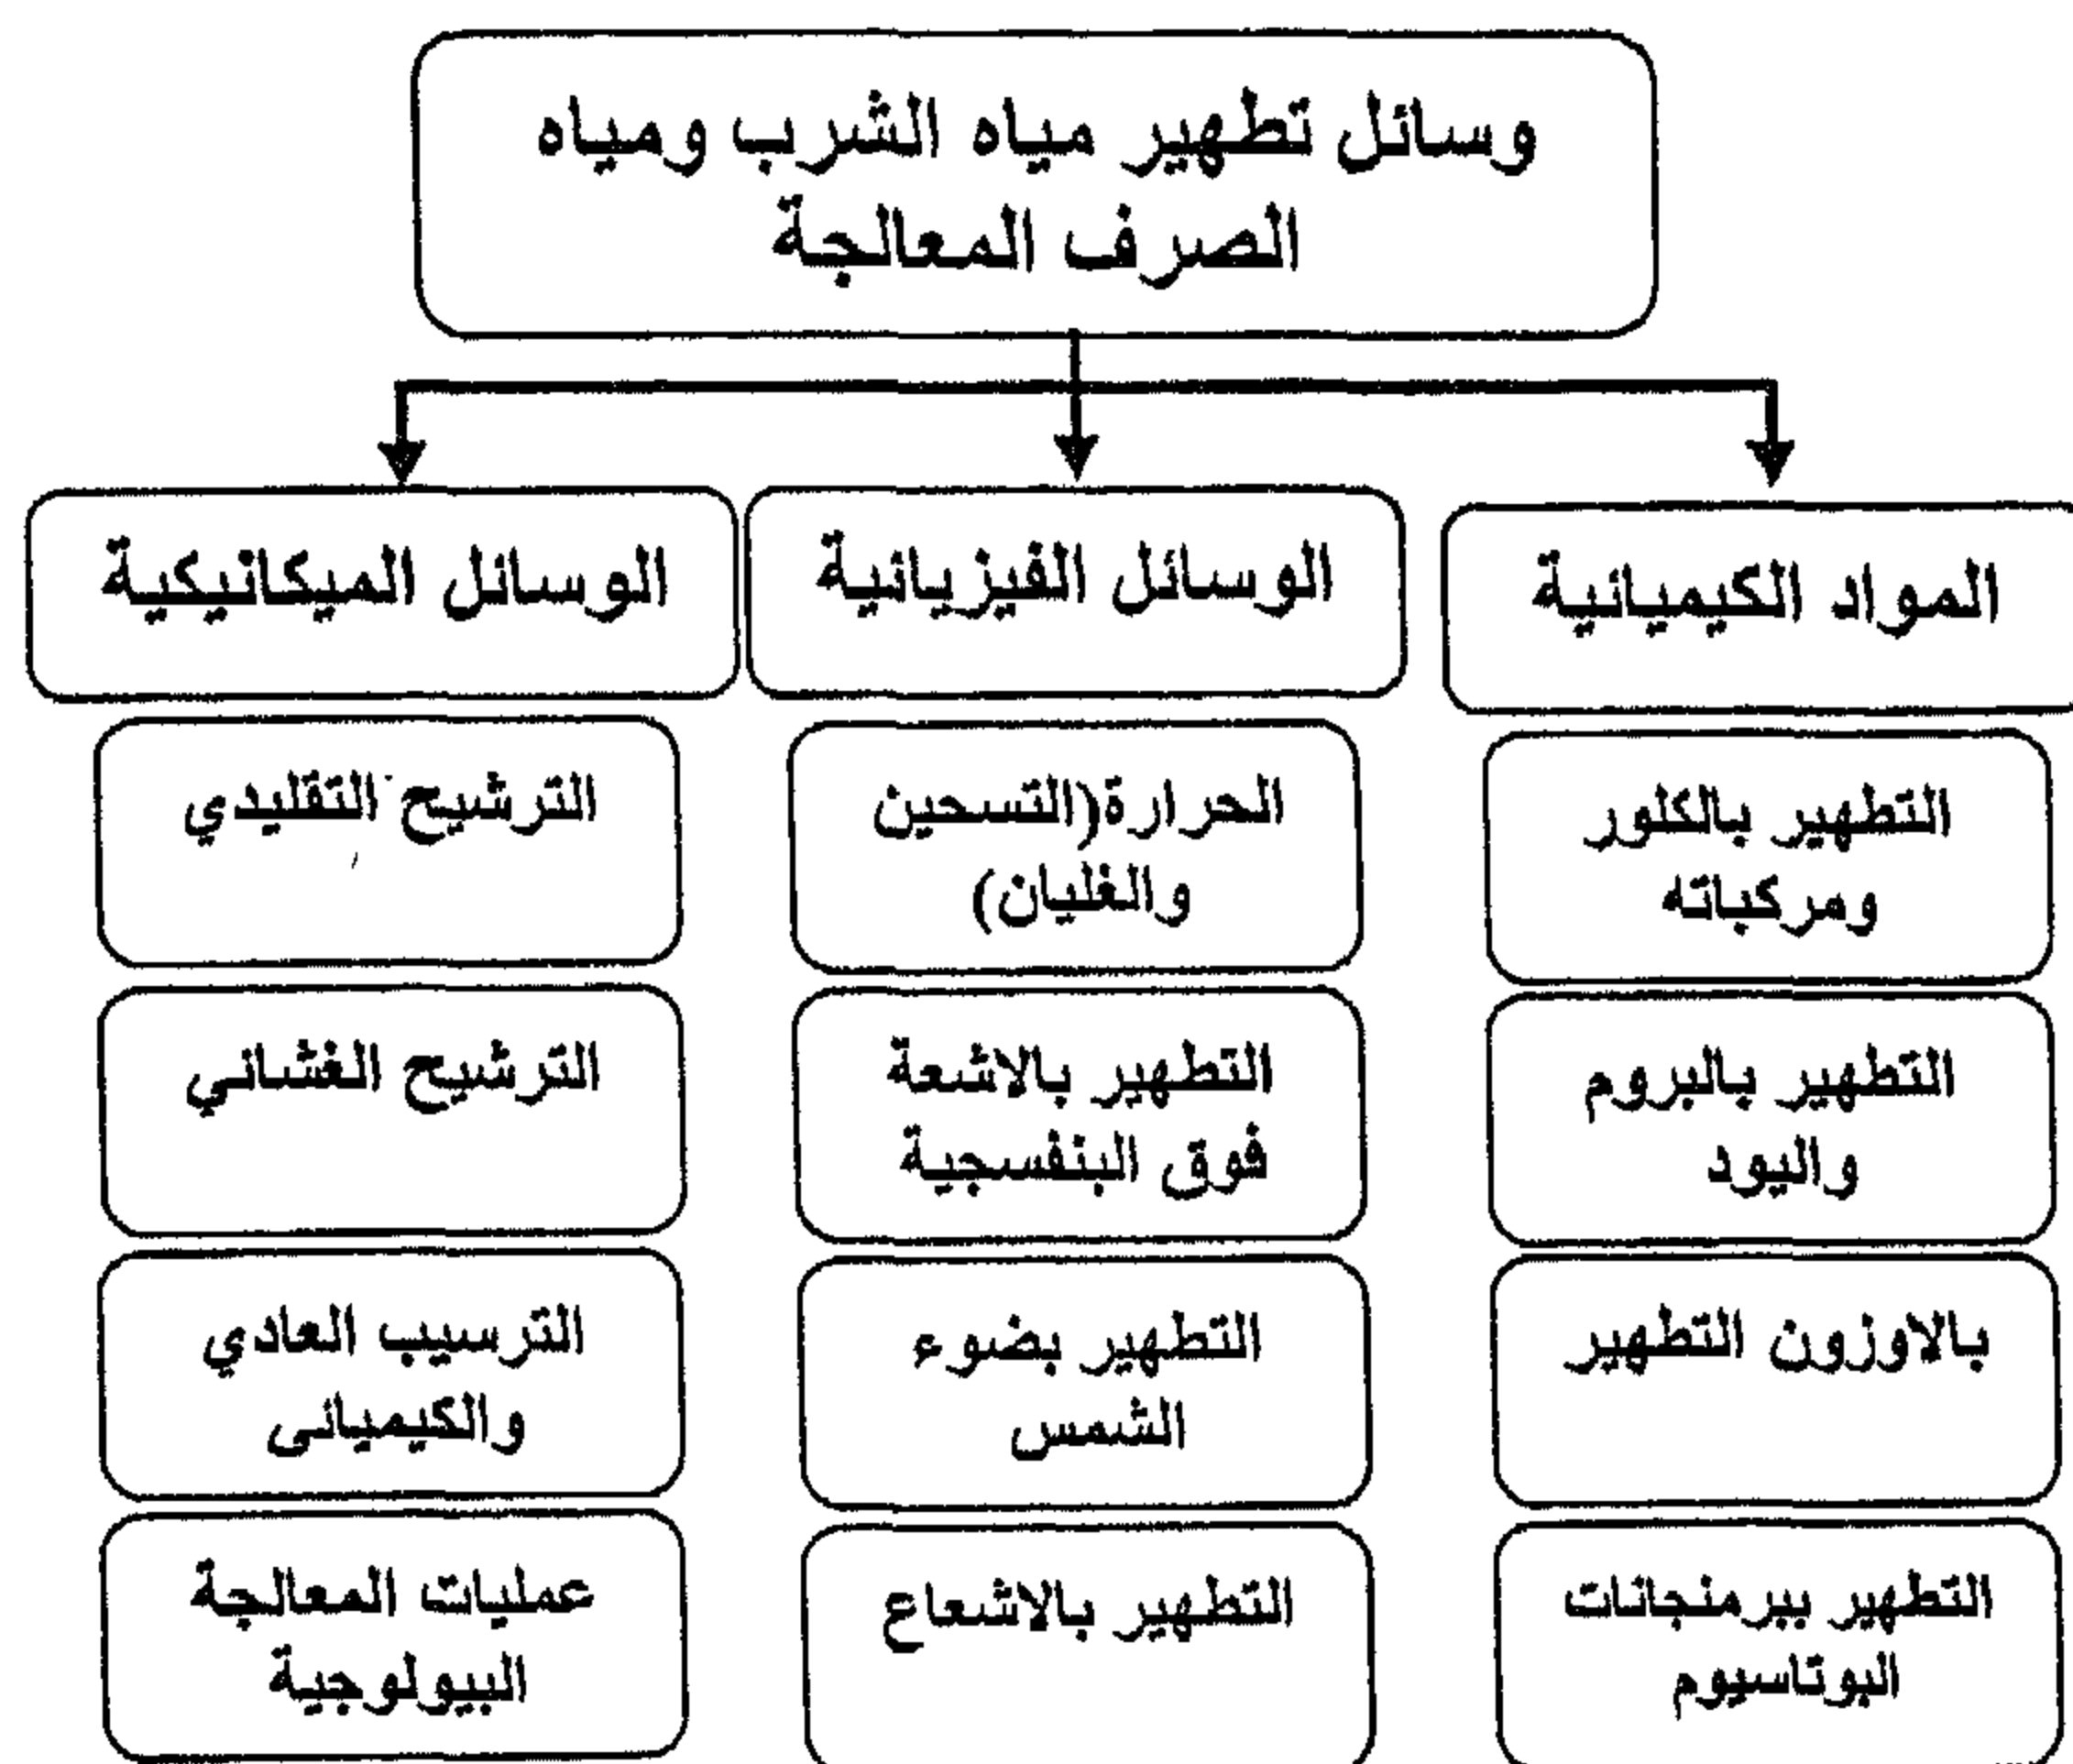 وسائل تطهير مياه الشرب ومياه
الصرف المعالجة
المواد الكيميائية
التطهير بالكلور
ومركباته
التطهير بالبروم
واليود
بالاوزون التطهير
التطهير ببرمنجانات
البوتاسيوم
الوسائل الفيزيائية
الحرارة(التسحين
والغليان)
التطهير بالاشعة
فوق البنفسجية
التطهير بضوء
الشمس
التطهير بالاشعاع
الوسائل الميكانيكية
الترشيح التقليدي
الترشيح الغشائي
الترسيب العادي
والكيميائى
عمليات المعالجة
البيولوجية